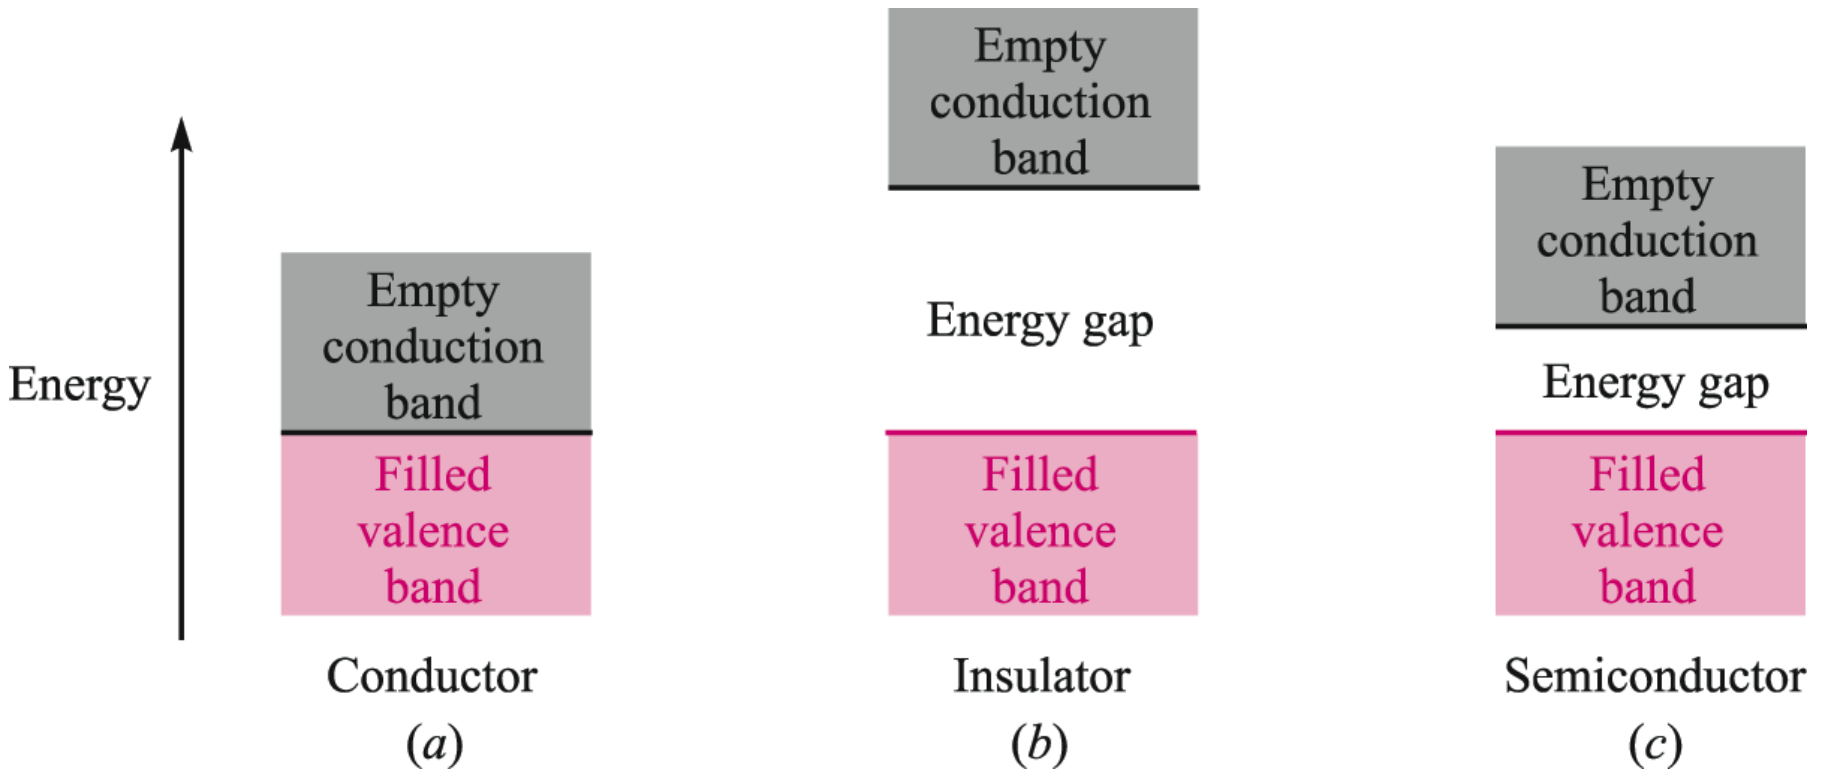 Energy
Empty
conduction
band
Filled
valence
band
Conductor
(a)
Empty
conduction
band
Energy gap
Filled
valence
band
Insulator
(b)
Empty
conduction
band
Energy gap
Filled
valence
band
Semiconductor
(c)